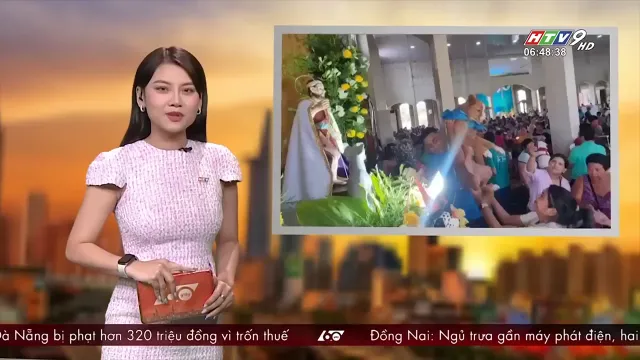 HTV9 HD
06:48:38
Đà Nẵng bị phạt hơn 320 triệu đồng vì trốn thuế
60
Đồng Nai: Ngủ trưa gần máy phát điện, hai